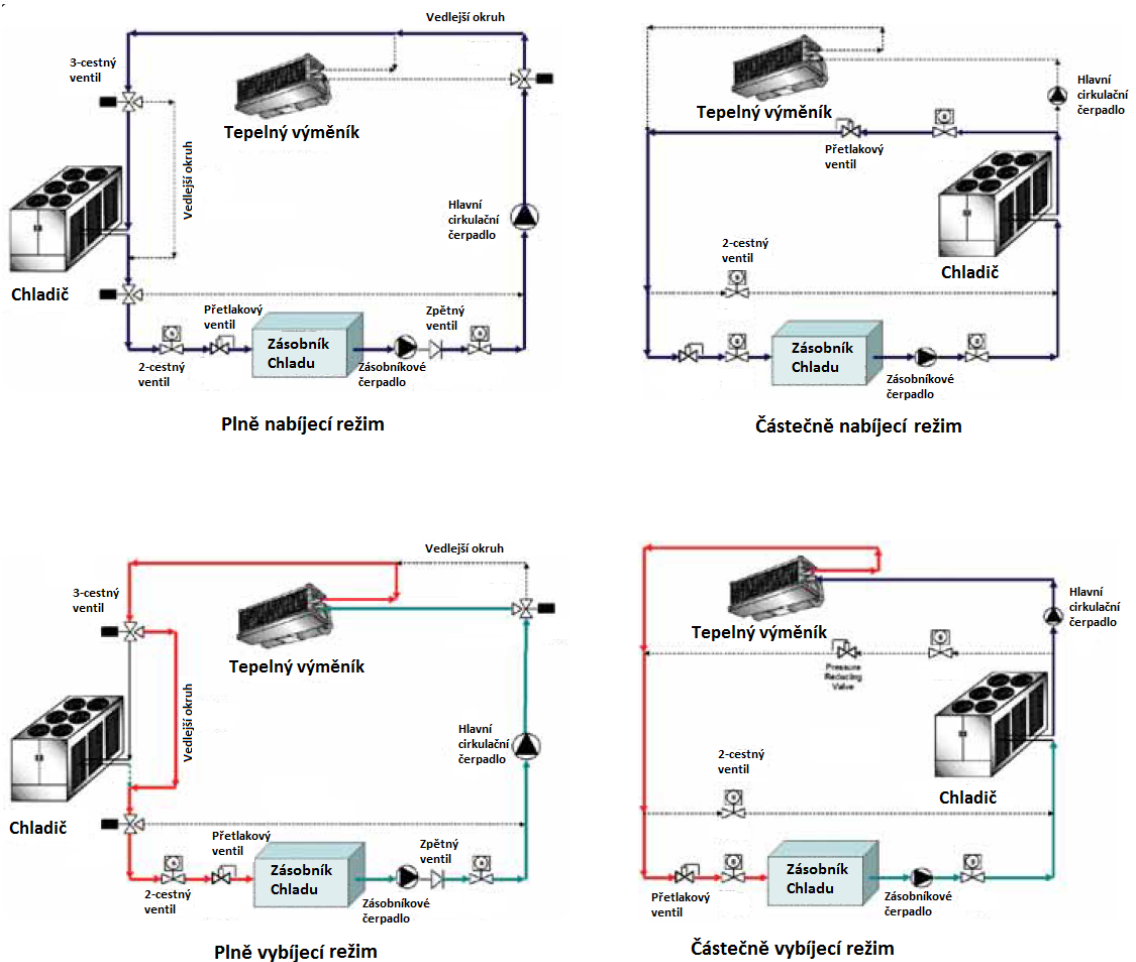 Vedlejší okruh
3-cestný
ventil
Tepelný výměník
Vedlejší okruh
Hlavní
cirkulační
čerpadlo
Chladič
Přetlakový
ventil
Zpětný
ventil
Zásobník
Chladu
2-cestný
ventil
Zásobníkové
čerpadlo
Plně nabíjecí režim
Hlavní
cirkulační
čerpadlo
Tepelný výměník
Přetlakový
ventil
2-cestný
ventil
Chladič
Zásobník
Chladu
Zásobníkové
čerpadlo
Částečně nabíjecí režim
Vedlejší okruh
3-cestný
ventil
Tepelný výměník
Vedlejší okruh
Hlavní
cirkulační
čerpadlo
Chladič
Přetlakový
ventil
Zpětný
ventil
Zásobník
Chladu
2-cestný
ventil
Zásobníkové
čerpadlo
Plně vybíjecí režim
Hlavní
cirkulační
čerpadlo
Tepelný výměník
Pressure
Reducing
Valve
2-cestný
ventil
Chladič
Zásobník
Chladu
Přetlakový
ventil
Zásobníkové
čerpadlo
Částečně vybíjecí režim